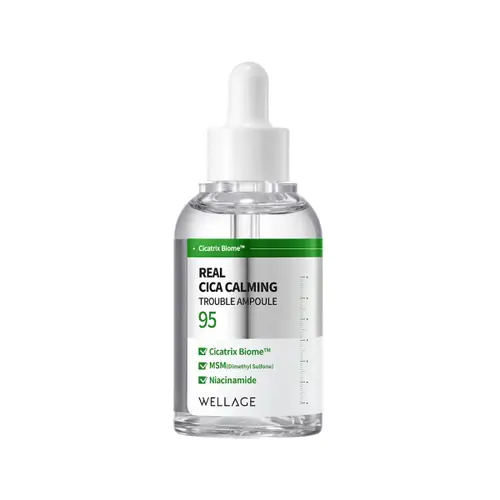 • Cicatrix Biome™
REAL
CICA CALMING
TROUBLE AMPOULE
95
Cicatrix Biome™
MSM(Dimethyl Sulfone)
Niacinamide
WELLAGE